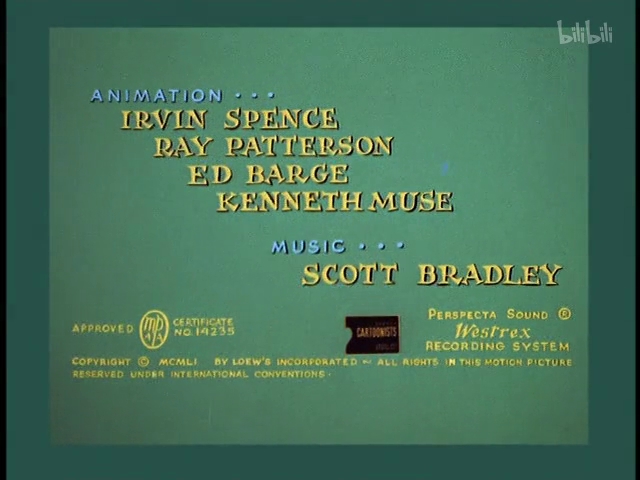 bilibili
ANIMATION ···
IRVIN SPENCE
RAY PATTERSON
ED BARGE
KENNETH MUSE
MUSIC ···
SCOTT BRADLEY
APPROVED MPAA CERTIFICATE NO. 14235
CARTOONISTS
PERSPECTA SOUND ®
Westrex
RECORDING SYSTEM
COPYRIGHT © MCMLI BY LOEW'S INCORPORATED ~ ALL RIGHTS IN THIS MOTION PICTURE
RESERVED UNDER INTERNATIONAL CONVENTIONS.